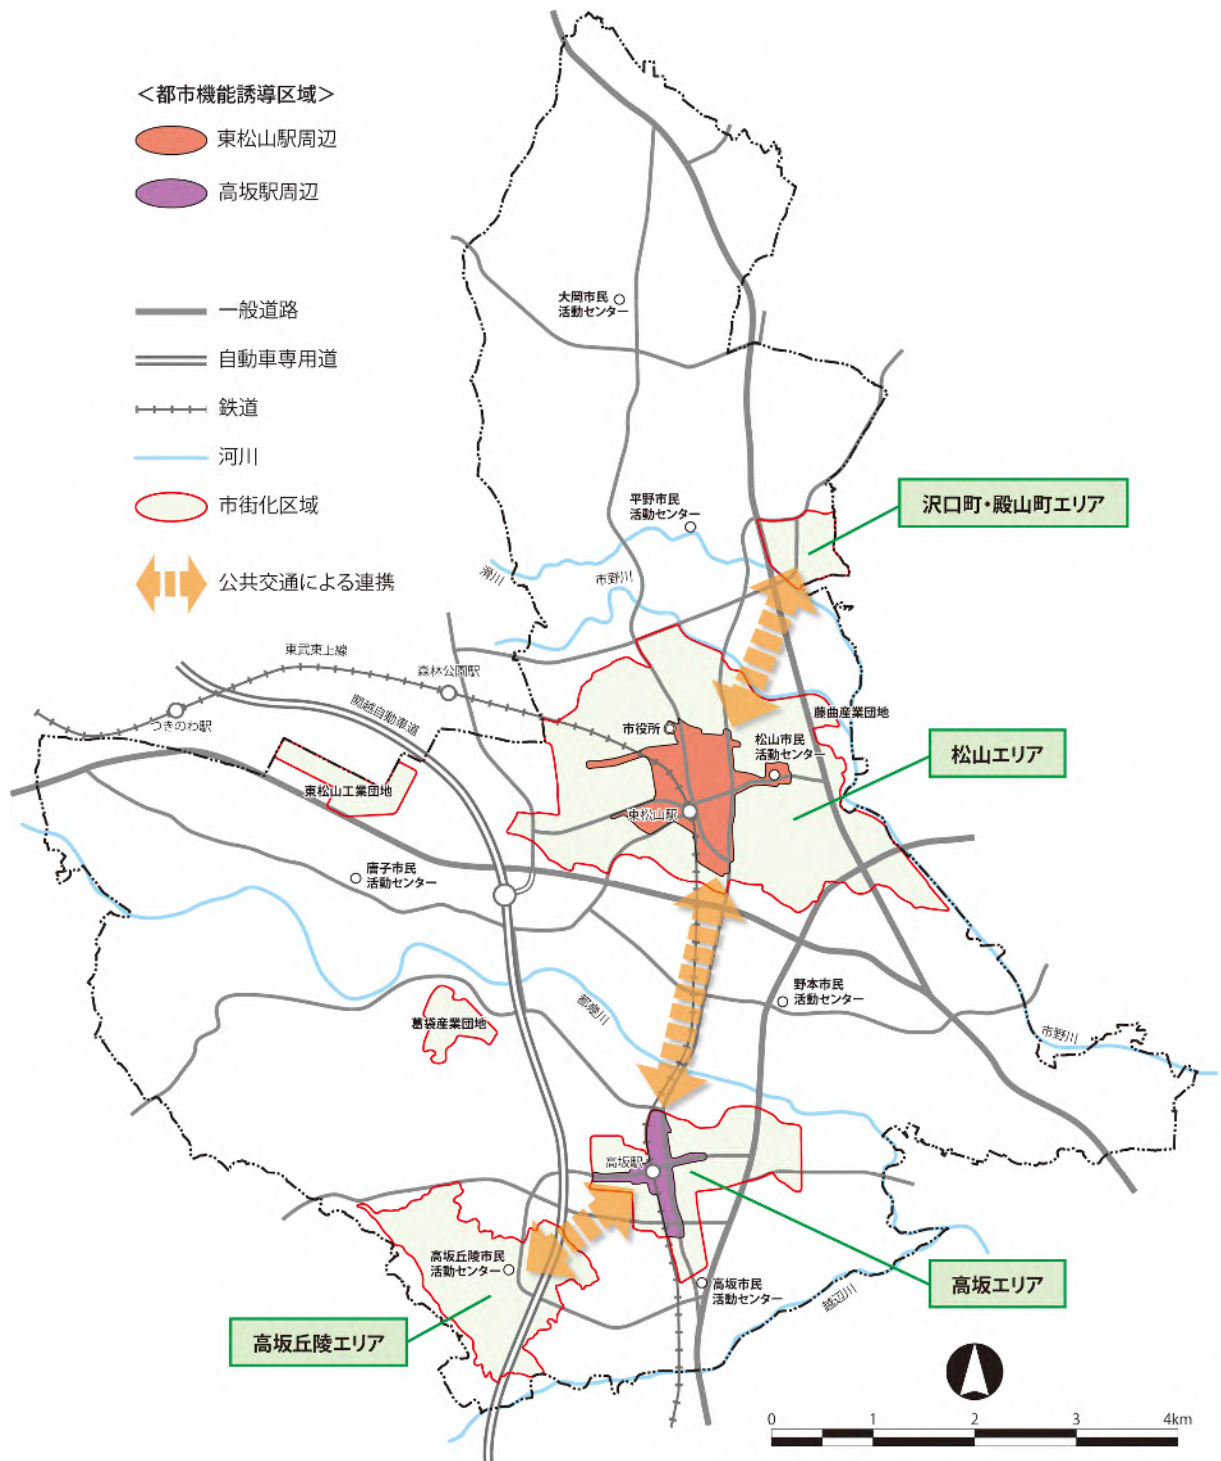 ＜都市機能誘導区域＞
東松山駅周辺
高坂駅周辺
一般道路
自動車専用道
鉄道
河川
市街化区域
公共交通による連携
大岡市民
活動センター
平野市民
活動センター
沢口町・殿山町エリア
滑川
市野川
東武東上線
森林公園駅
つきのわ駅
関越自動車道
藤曲産業団地
市役所
松山市民
活動センター
松山エリア
東松山工業団地
東松山駅
唐子市民
活動センター
野本市民
活動センター
都幾川
葛袋産業団地
市野川
高坂駅
高坂丘陵市民
活動センター
高坂市民
活動センター
高坂エリア
越辺川
高坂丘陵エリア
0 1 2 3 4km